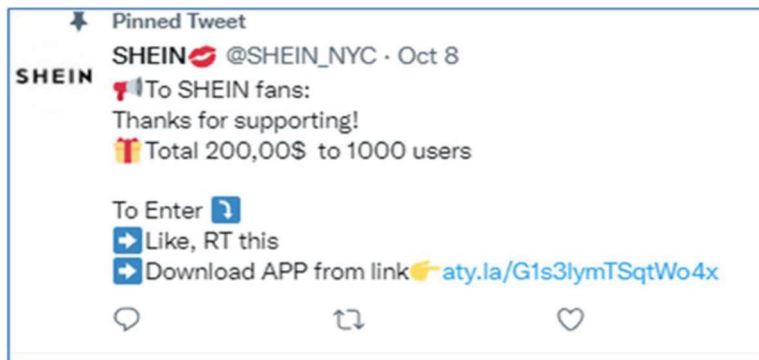 Pinned Tweet
SHEIN💋 @SHEIN_NYC · Oct 8
SHEIN
📢To SHEIN fans:
Thanks for supporting!
🎁Total 200,00$ to 1000 users
To Enter ⤵️
➡️Like, RT this
➡️Download APP from link👉aty.la/G1s3lymTSqtWo4x